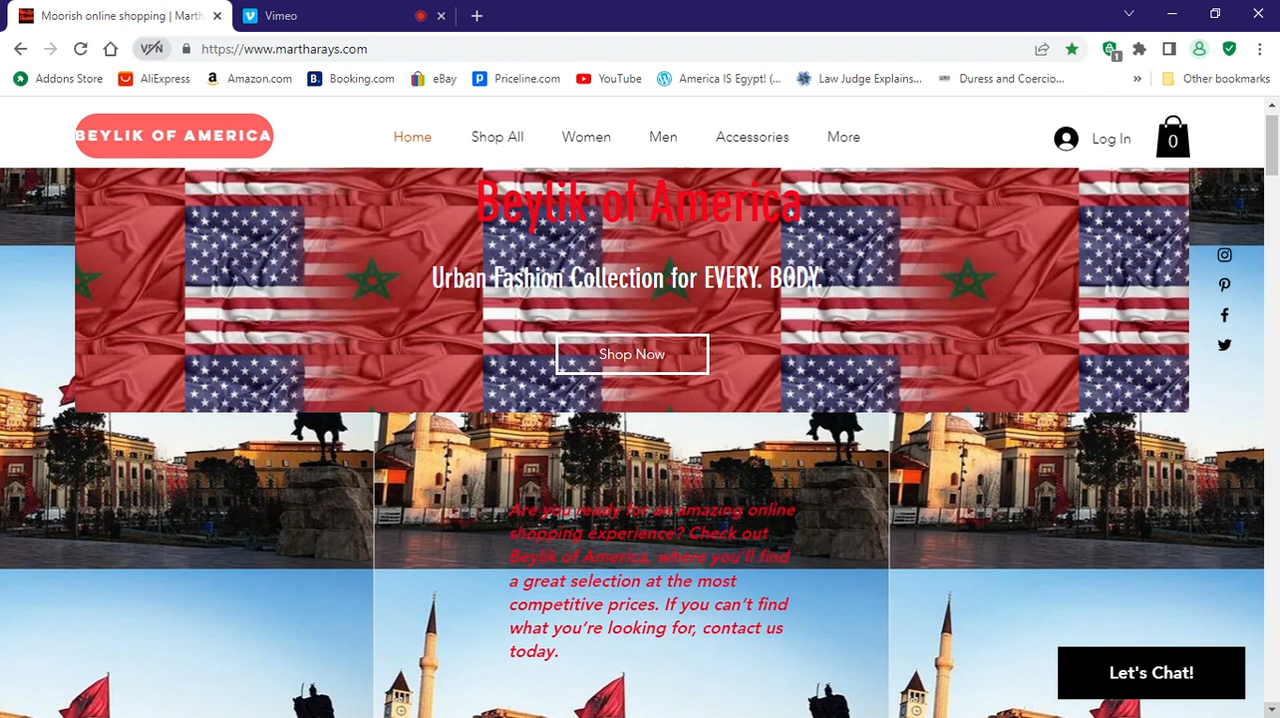 Moorish online shopping | Marth
Vimeo
VPN
https://www.martharays.com
1
Addons Store
AliExpress
Amazon.com
Booking.com
eBay
Priceline.com
YouTube
America IS Egypt! (...
Law Judge Explains...
Duress and Coercio...
»
Other bookmarks
BEYLIK OF AMERICA
Home
Shop All
Women
Men
Accessories
More
Log In
0
Beylik of America
Urban Fashion Collection for EVERY. BODY.
Shop Now
Are you ready for an amazing online
shopping experience? Check out
Beylik of America, where you'll find
a great selection at the most
competitive prices. If you can't find
what you're looking for, contact us
today.
Let's Chat!